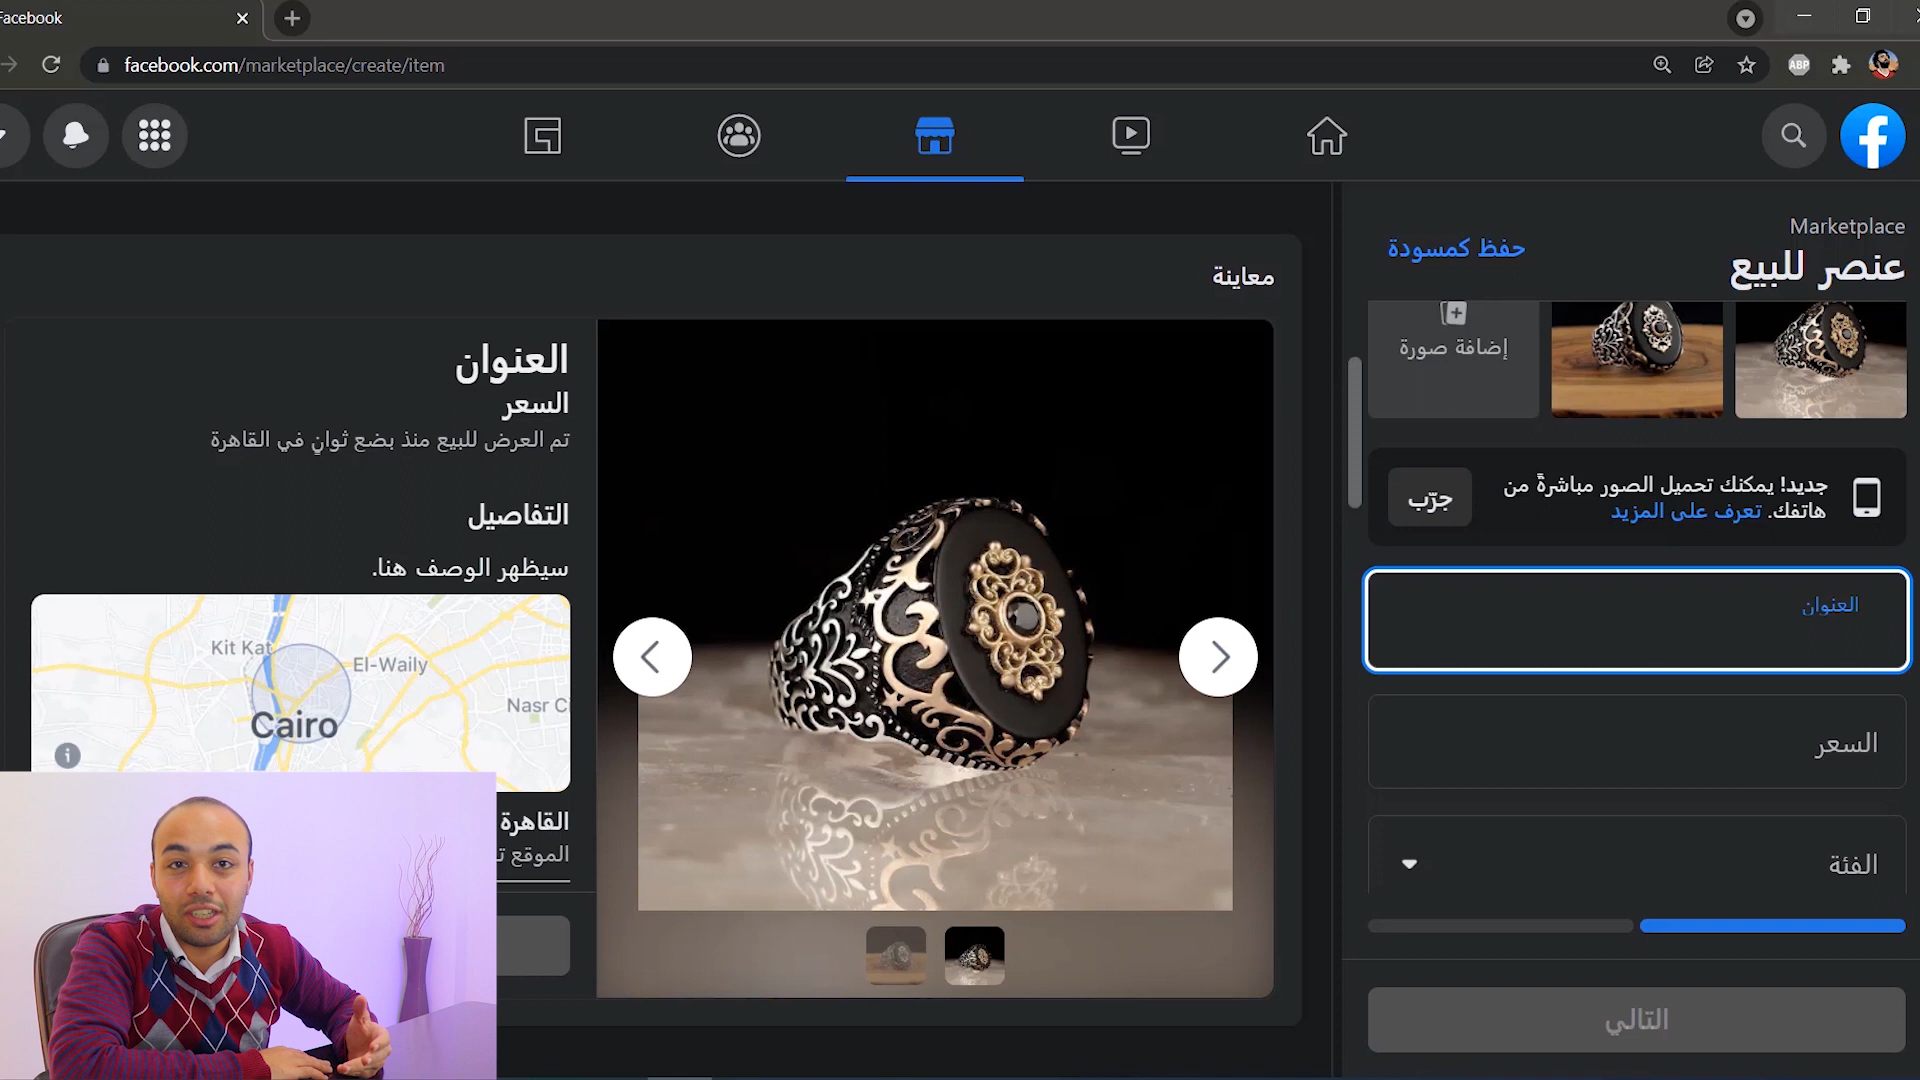 Facebook
facebook.com/marketplace/create/item
ABP
Marketplace
عنصر للبيع
حفظ كمسودة
إضافة صورة
جديد! يمكنك تحميل الصور مباشرةً من
هاتفك. تعرف على المزيد
جرّب
العنوان
السعر
الفئة
التالي
معاينة
العنوان
السعر
تم العرض للبيع منذ بضع ثوانٍ في القاهرة
التفاصيل
سيظهر الوصف هنا.
Kit Kat
El-Waily
Nasr Ci
Cairo
القاهرة
الموقع ت